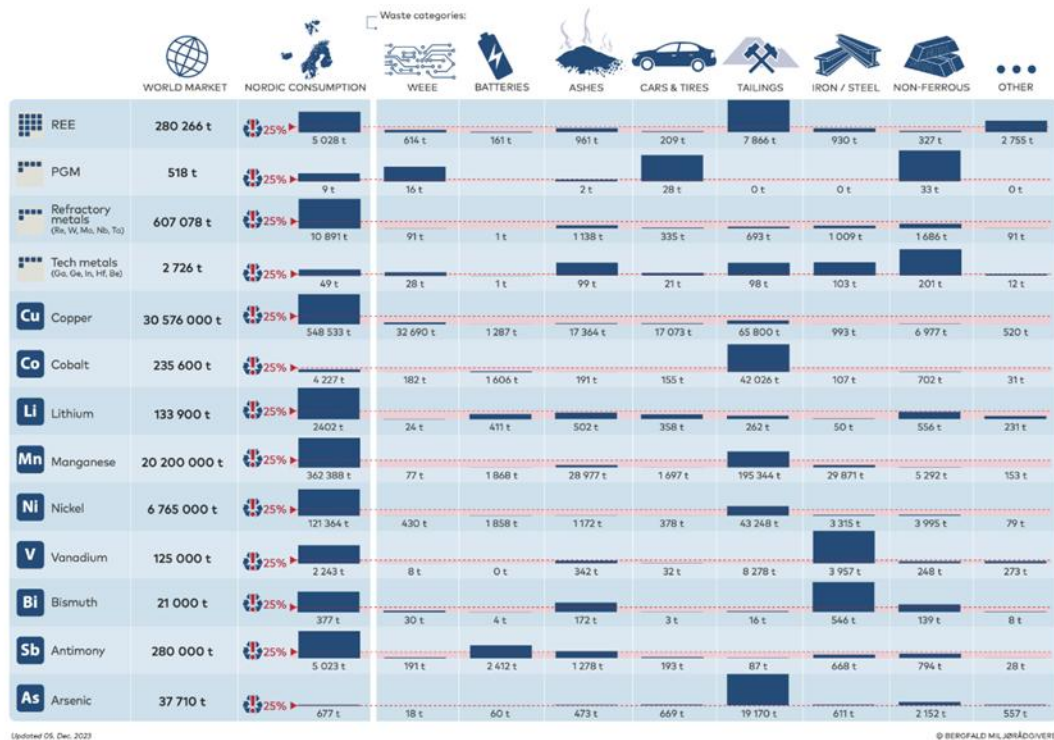 Waste categories:
WORLD MARKET NORDIC CONSUMPTION WEEE BATTERIES ASHES CARS & TIRES TAILINGS IRON / STEEL NON-FERROUS OTHER
REE 280 266 t 25% 5 028 t 614 t 161 t 961 t 209 t 7 866 t 930 t 327 t 2 755 t
PGM 518 t 25% 9 t 16 t 2 t 28 t 0 t 0 t 33 t 0 t
Refractory
metals
(Re, W, Mo, Nb, Ta) 607 078 t 25% 10 891 t 91 t 1 t 1 138 t 335 t 693 t 1 009 t 1 686 t 91 t
Tech metals
(Ga, Ge, In, Hf, Be) 2 726 t 25% 49 t 28 t 1 t 99 t 21 t 98 t 103 t 201 t 12 t
Cu Copper 30 576 000 t 25% 548 533 t 32 690 t 1 287 t 17 364 t 17 073 t 65 800 t 993 t 6 977 t 520 t
Co Cobalt 235 600 t 25% 4 227 t 182 t 1 606 t 191 t 155 t 42 026 t 107 t 702 t 31 t
Li Lithium 133 900 t 25% 2402 t 24 t 411 t 502 t 358 t 262 t 50 t 556 t 231 t
Mn Manganese 20 200 000 t 25% 362 388 t 77 t 1 868 t 28 977 t 1 697 t 195 344 t 29 871 t 5 292 t 153 t
Ni Nickel 6 765 000 t 25% 121 364 t 430 t 1 858 t 1 172 t 378 t 43 248 t 3 315 t 3 995 t 79 t
V Vanadium 125 000 t 25% 2 243 t 8 t 0 t 342 t 32 t 8 278 t 3 957 t 248 t 273 t
Bi Bismuth 21 000 t 25% 377 t 30 t 4 t 172 t 3 t 16 t 546 t 139 t 8 t
Sb Antimony 280 000 t 25% 5 023 t 191 t 2 412 t 1 278 t 193 t 87 t 668 t 794 t 28 t
As Arsenic 37 710 t 25% 677 t 18 t 60 t 473 t 669 t 19 170 t 611 t 2 152 t 557 t
Updated 05. Dec. 2023 © BERGFALD MILJØRÅDGIVERE